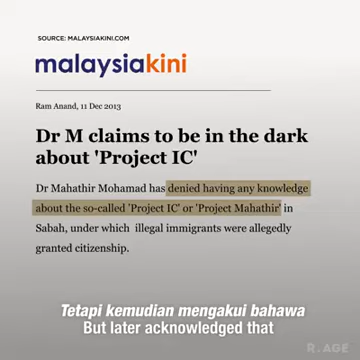 SOURCE: MALAYSIAKINI.COM
malaysiakini
Ram Anand, 11 Dec 2013
Dr M claims to be in the dark
about 'Project IC'
Dr Mahathir Mohamad has denied having any knowledge
about the so-called 'Project IC' or 'Project Mahathir' in
Sabah, under which illegal immigrants were allegedly
granted citizenship.
Tetapi kemudian mengakui bahawa
But later acknowledged that
R.AGE